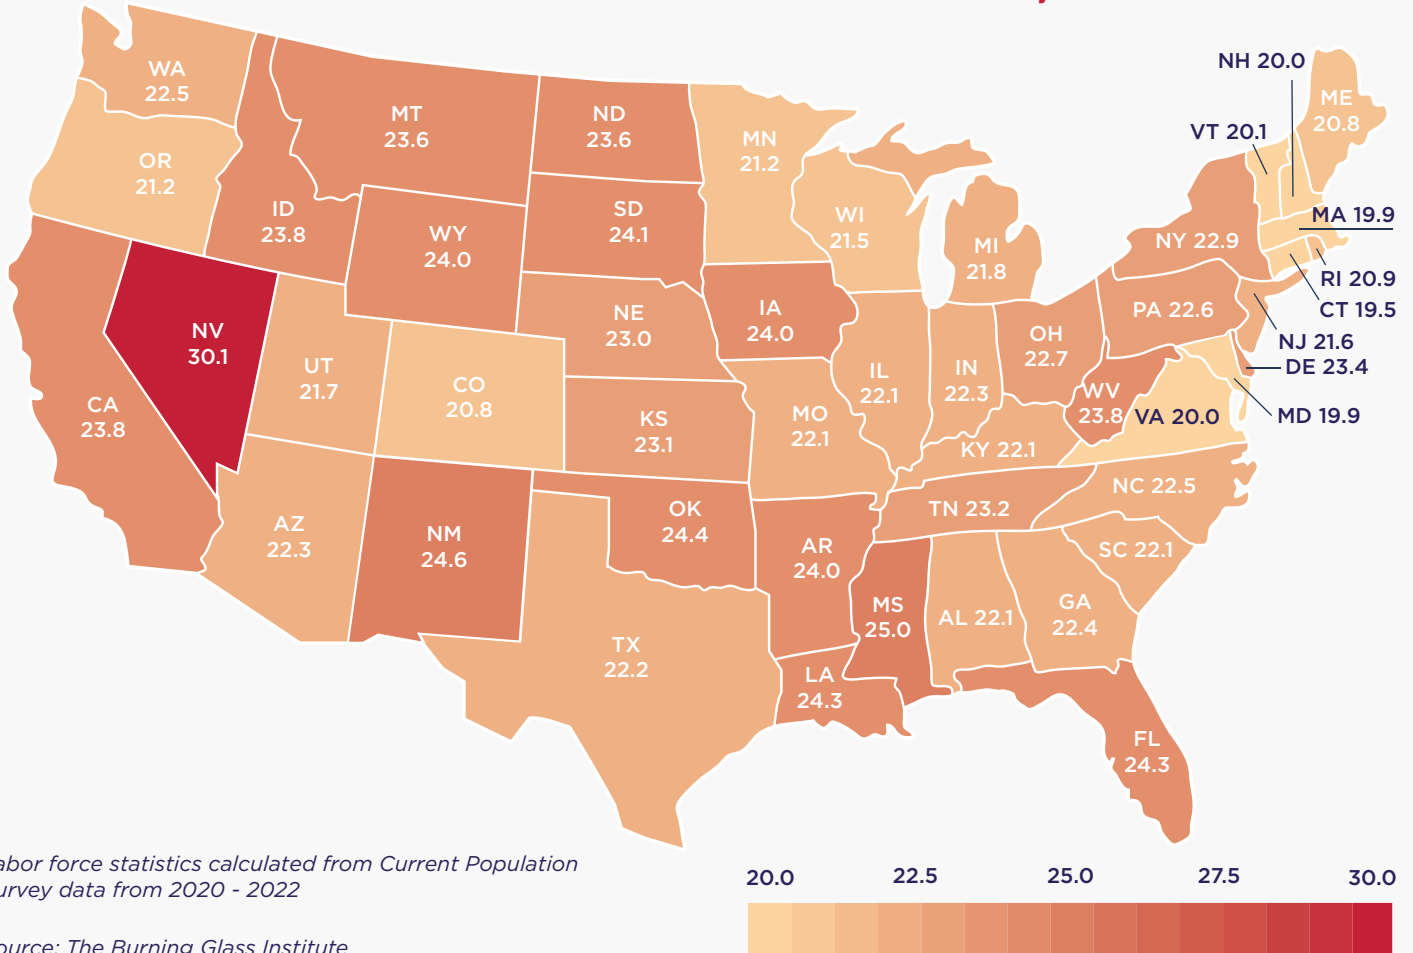 WA
22.5
OR
21.2
CA
23.8
NV
30.1
ID
23.8
MT
23.6
WY
24.0
UT
21.7
CO
20.8
AZ
22.3
NM
24.6
ND
23.6
SD
24.1
NE
23.0
KS
23.1
OK
24.4
TX
22.2
MN
21.2
IA
24.0
MO
22.1
AR
24.0
LA
24.3
WI
21.5
IL
22.1
MI
21.8
IN
22.3
OH
22.7
KY 22.1
TN 23.2
MS
25.0
AL 22.1
GA
22.4
FL
24.3
SC 22.1
NC 22.5
VA 20.0
WV
23.8
PA 22.6
NY 22.9
VT 20.1
NH 20.0
ME
20.8
MA 19.9
RI 20.9
CT 19.5
NJ 21.6
DE 23.4
MD 19.9
abor force statistics calculated from Current Population
urvey data from 2020 - 2022
ource: The Burning Glass Institute
20.0 22.5 25.0 27.5 30.0